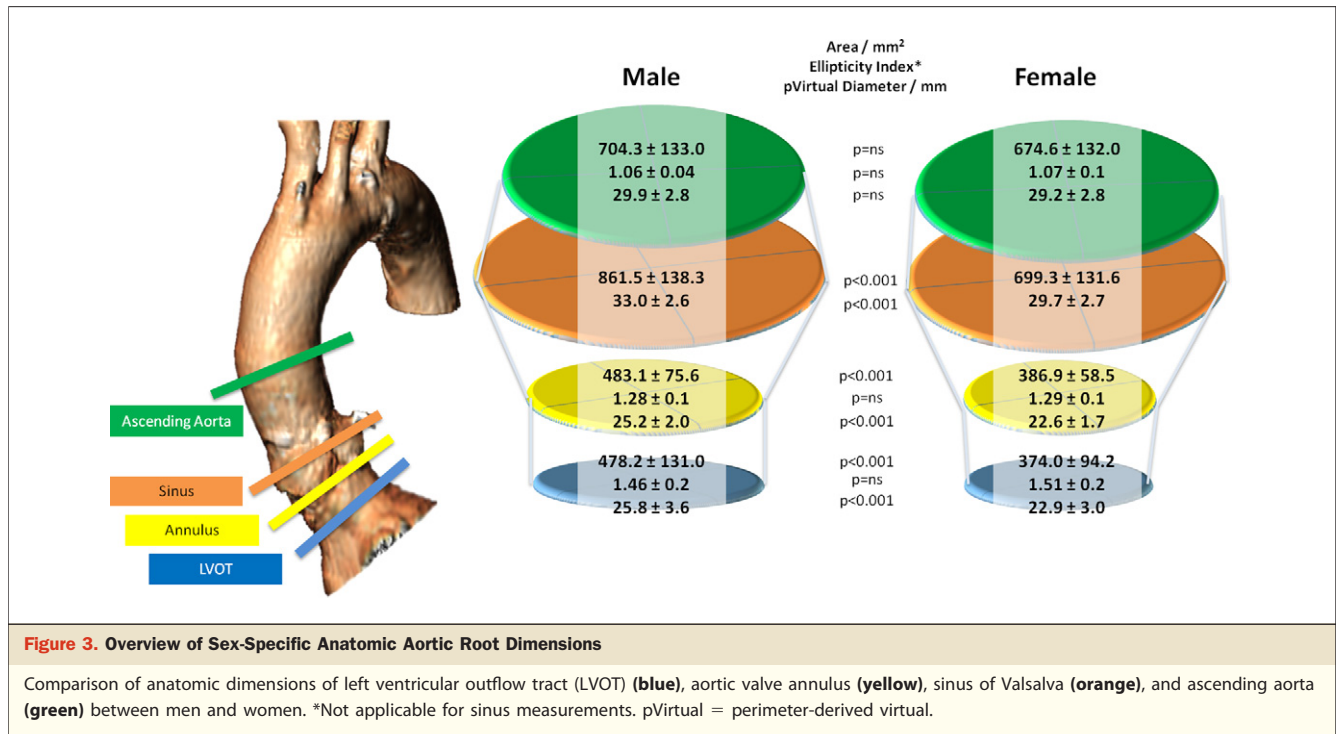 Area / mm²
Ellipticity Index*
pVirtual Diameter / mm
Male
Female
704.3 ± 133.0
1.06 ± 0.04
29.9 ± 2.8
p=ns
p=ns
p=ns
674.6 ± 132.0
1.07 ± 0.1
29.2 ± 2.8
861.5 ± 138.3
33.0 ± 2.6
p<0.001
p<0.001
699.3 ± 131.6
29.7 ± 2.7
483.1 ± 75.6
1.28 ± 0.1
25.2 ± 2.0
p<0.001
p=ns
p<0.001
386.9 ± 58.5
1.29 ± 0.1
22.6 ± 1.7
478.2 ± 131.0
1.46 ± 0.2
25.8 ± 3.6
p<0.001
p=ns
p<0.001
374.0 ± 94.2
1.51 ± 0.2
22.9 ± 3.0
Ascending Aorta
Sinus
Annulus
LVOT
Figure 3. Overview of Sex-Specific Anatomic Aortic Root Dimensions
Comparison of anatomic dimensions of left ventricular outflow tract (LVOT) (blue), aortic valve annulus (yellow), sinus of Valsalva (orange), and ascending aorta
(green) between men and women. *Not applicable for sinus measurements. pVirtual = perimeter-derived virtual.